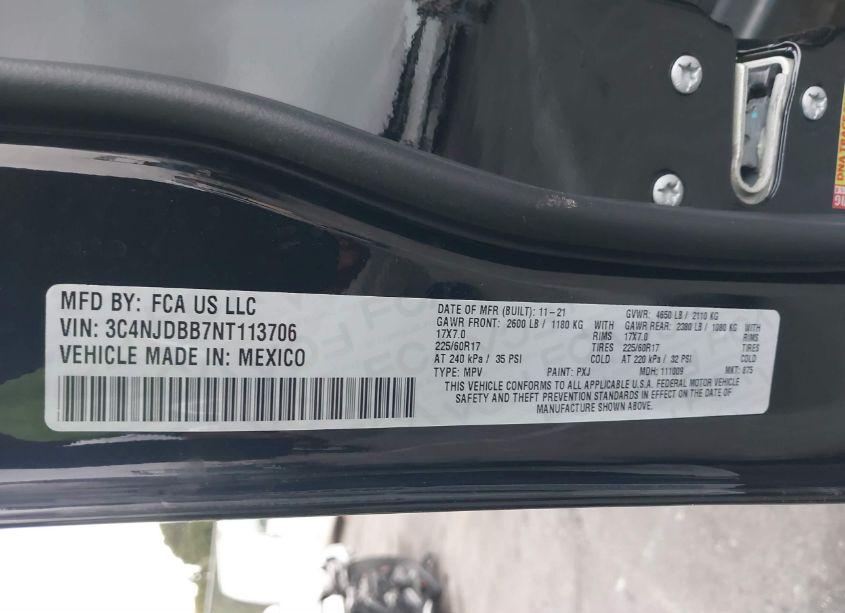 MFD BY: FCA US LLC
VIN: 3C4NJDBB7NT113706
VEHICLE MADE IN: MEXICO
DATE OF MFR (BUILT): 11-21 GVWR: 4650 LB / 2110 KG
GAWR FRONT: 2600 LB / 1180 KG WITH GAWR REAR: 2380 LB / 1080 KG WITH
17X7.0 RIMS 17X7.0 RIMS
225/60R17 TIRES 225/60R17 TIRES
AT 240 kPa / 35 PSI COLD AT 220 kPa / 32 PSI COLD
TYPE: MPV PAINT: PXJ MDH: 111009 MKT: 875
THIS VEHICLE CONFORMS TO ALL APPLICABLE U.S.A. FEDERAL MOTOR VEHICLE
SAFETY AND THEFT PREVENTION STANDARDS IN EFFECT ON THE DATE OF
MANUFACTURE SHOWN ABOVE.